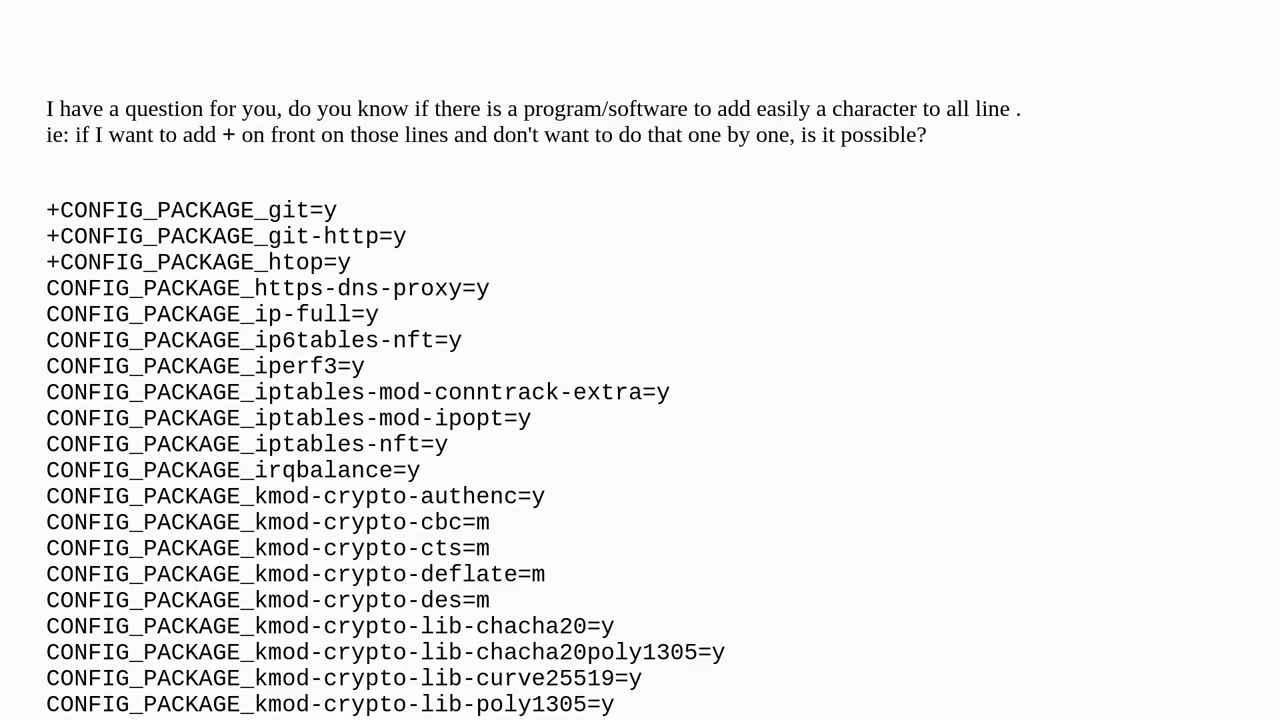 I have a question for you, do you know if there is a program/software to add easily a character to all line .
ie: if I want to add + on front on those lines and don't want to do that one by one, is it possible?
+CONFIG_PACKAGE_git=y
+CONFIG_PACKAGE_git-http=y
+CONFIG_PACKAGE_htop=y
CONFIG_PACKAGE_https-dns-proxy=y
CONFIG_PACKAGE_ip-full=y
CONFIG_PACKAGE_ip6tables-nft=y
CONFIG_PACKAGE_iperf3=y
CONFIG_PACKAGE_iptables-mod-conntrack-extra=y
CONFIG_PACKAGE_iptables-mod-ipopt=y
CONFIG_PACKAGE_iptables-nft=y
CONFIG_PACKAGE_irqbalance=y
CONFIG_PACKAGE_kmod-crypto-authenc=y
CONFIG_PACKAGE_kmod-crypto-cbc=m
CONFIG_PACKAGE_kmod-crypto-cts=m
CONFIG_PACKAGE_kmod-crypto-deflate=m
CONFIG_PACKAGE_kmod-crypto-des=m
CONFIG_PACKAGE_kmod-crypto-lib-chacha20=y
CONFIG_PACKAGE_kmod-crypto-lib-chacha20poly1305=y
CONFIG_PACKAGE_kmod-crypto-lib-curve25519=y
CONFIG_PACKAGE_kmod-crypto-lib-poly1305=y